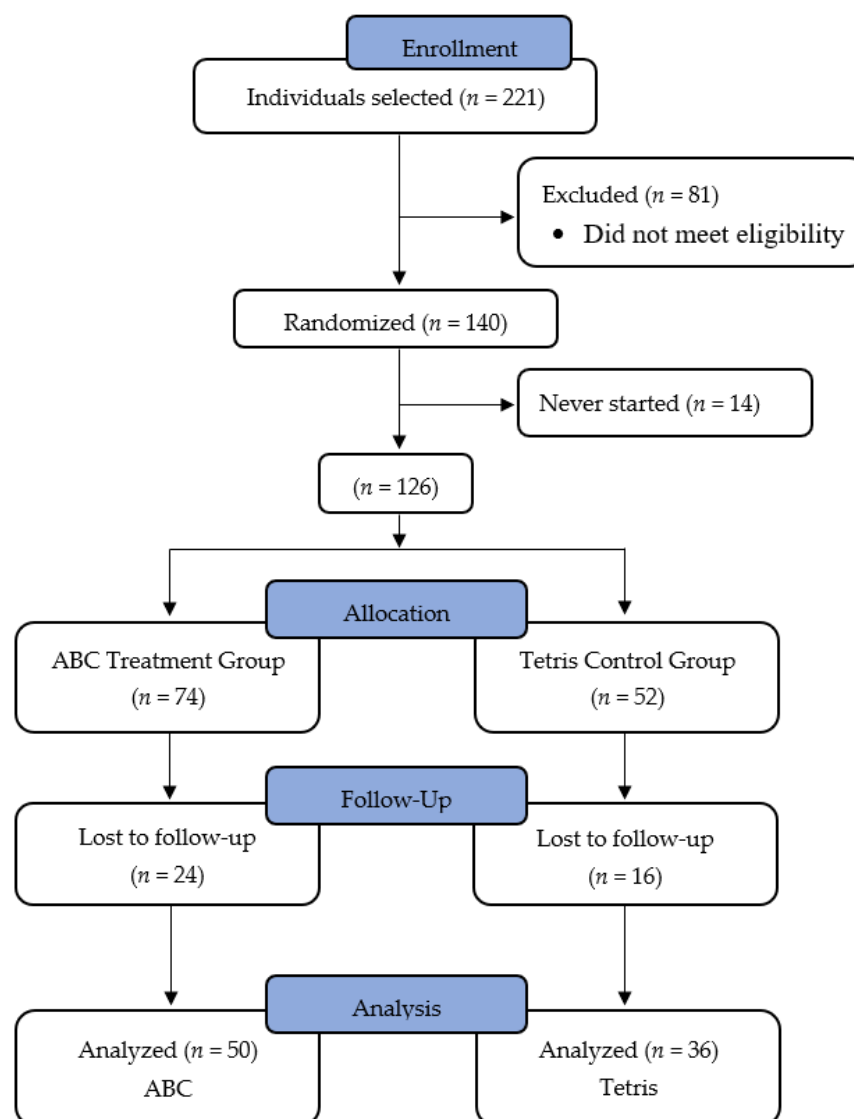 Enrollment
Individuals selected (n = 221)
Excluded (n = 81)
• Did not meet eligibility
Randomized (n = 140)
Never started (n = 14)
(n = 126)
Allocation
ABC Treatment Group
(n = 74)
Tetris Control Group
(n = 52)
Follow-Up
Lost to follow-up
(n = 24)
Lost to follow-up
(n = 16)
Analysis
Analyzed (n = 50)
ABC
Analyzed (n = 36)
Tetris